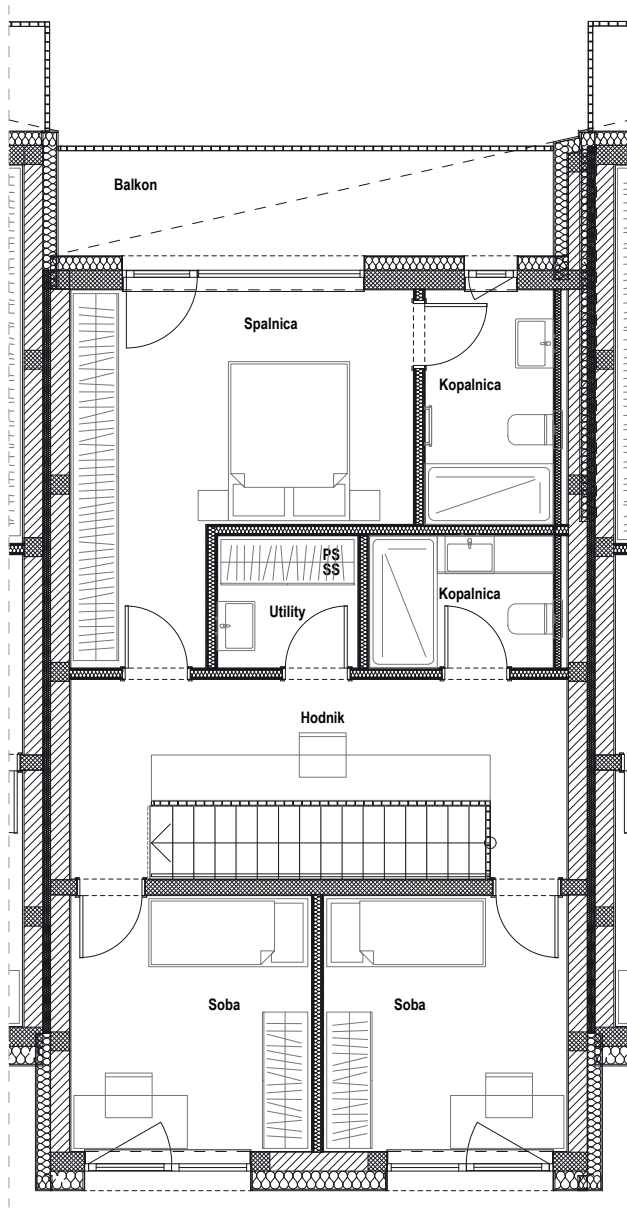 Balkon
Spalnica
Kopalnica
PS
SS
Utility
Kopalnica
Hodnik
Soba
Soba